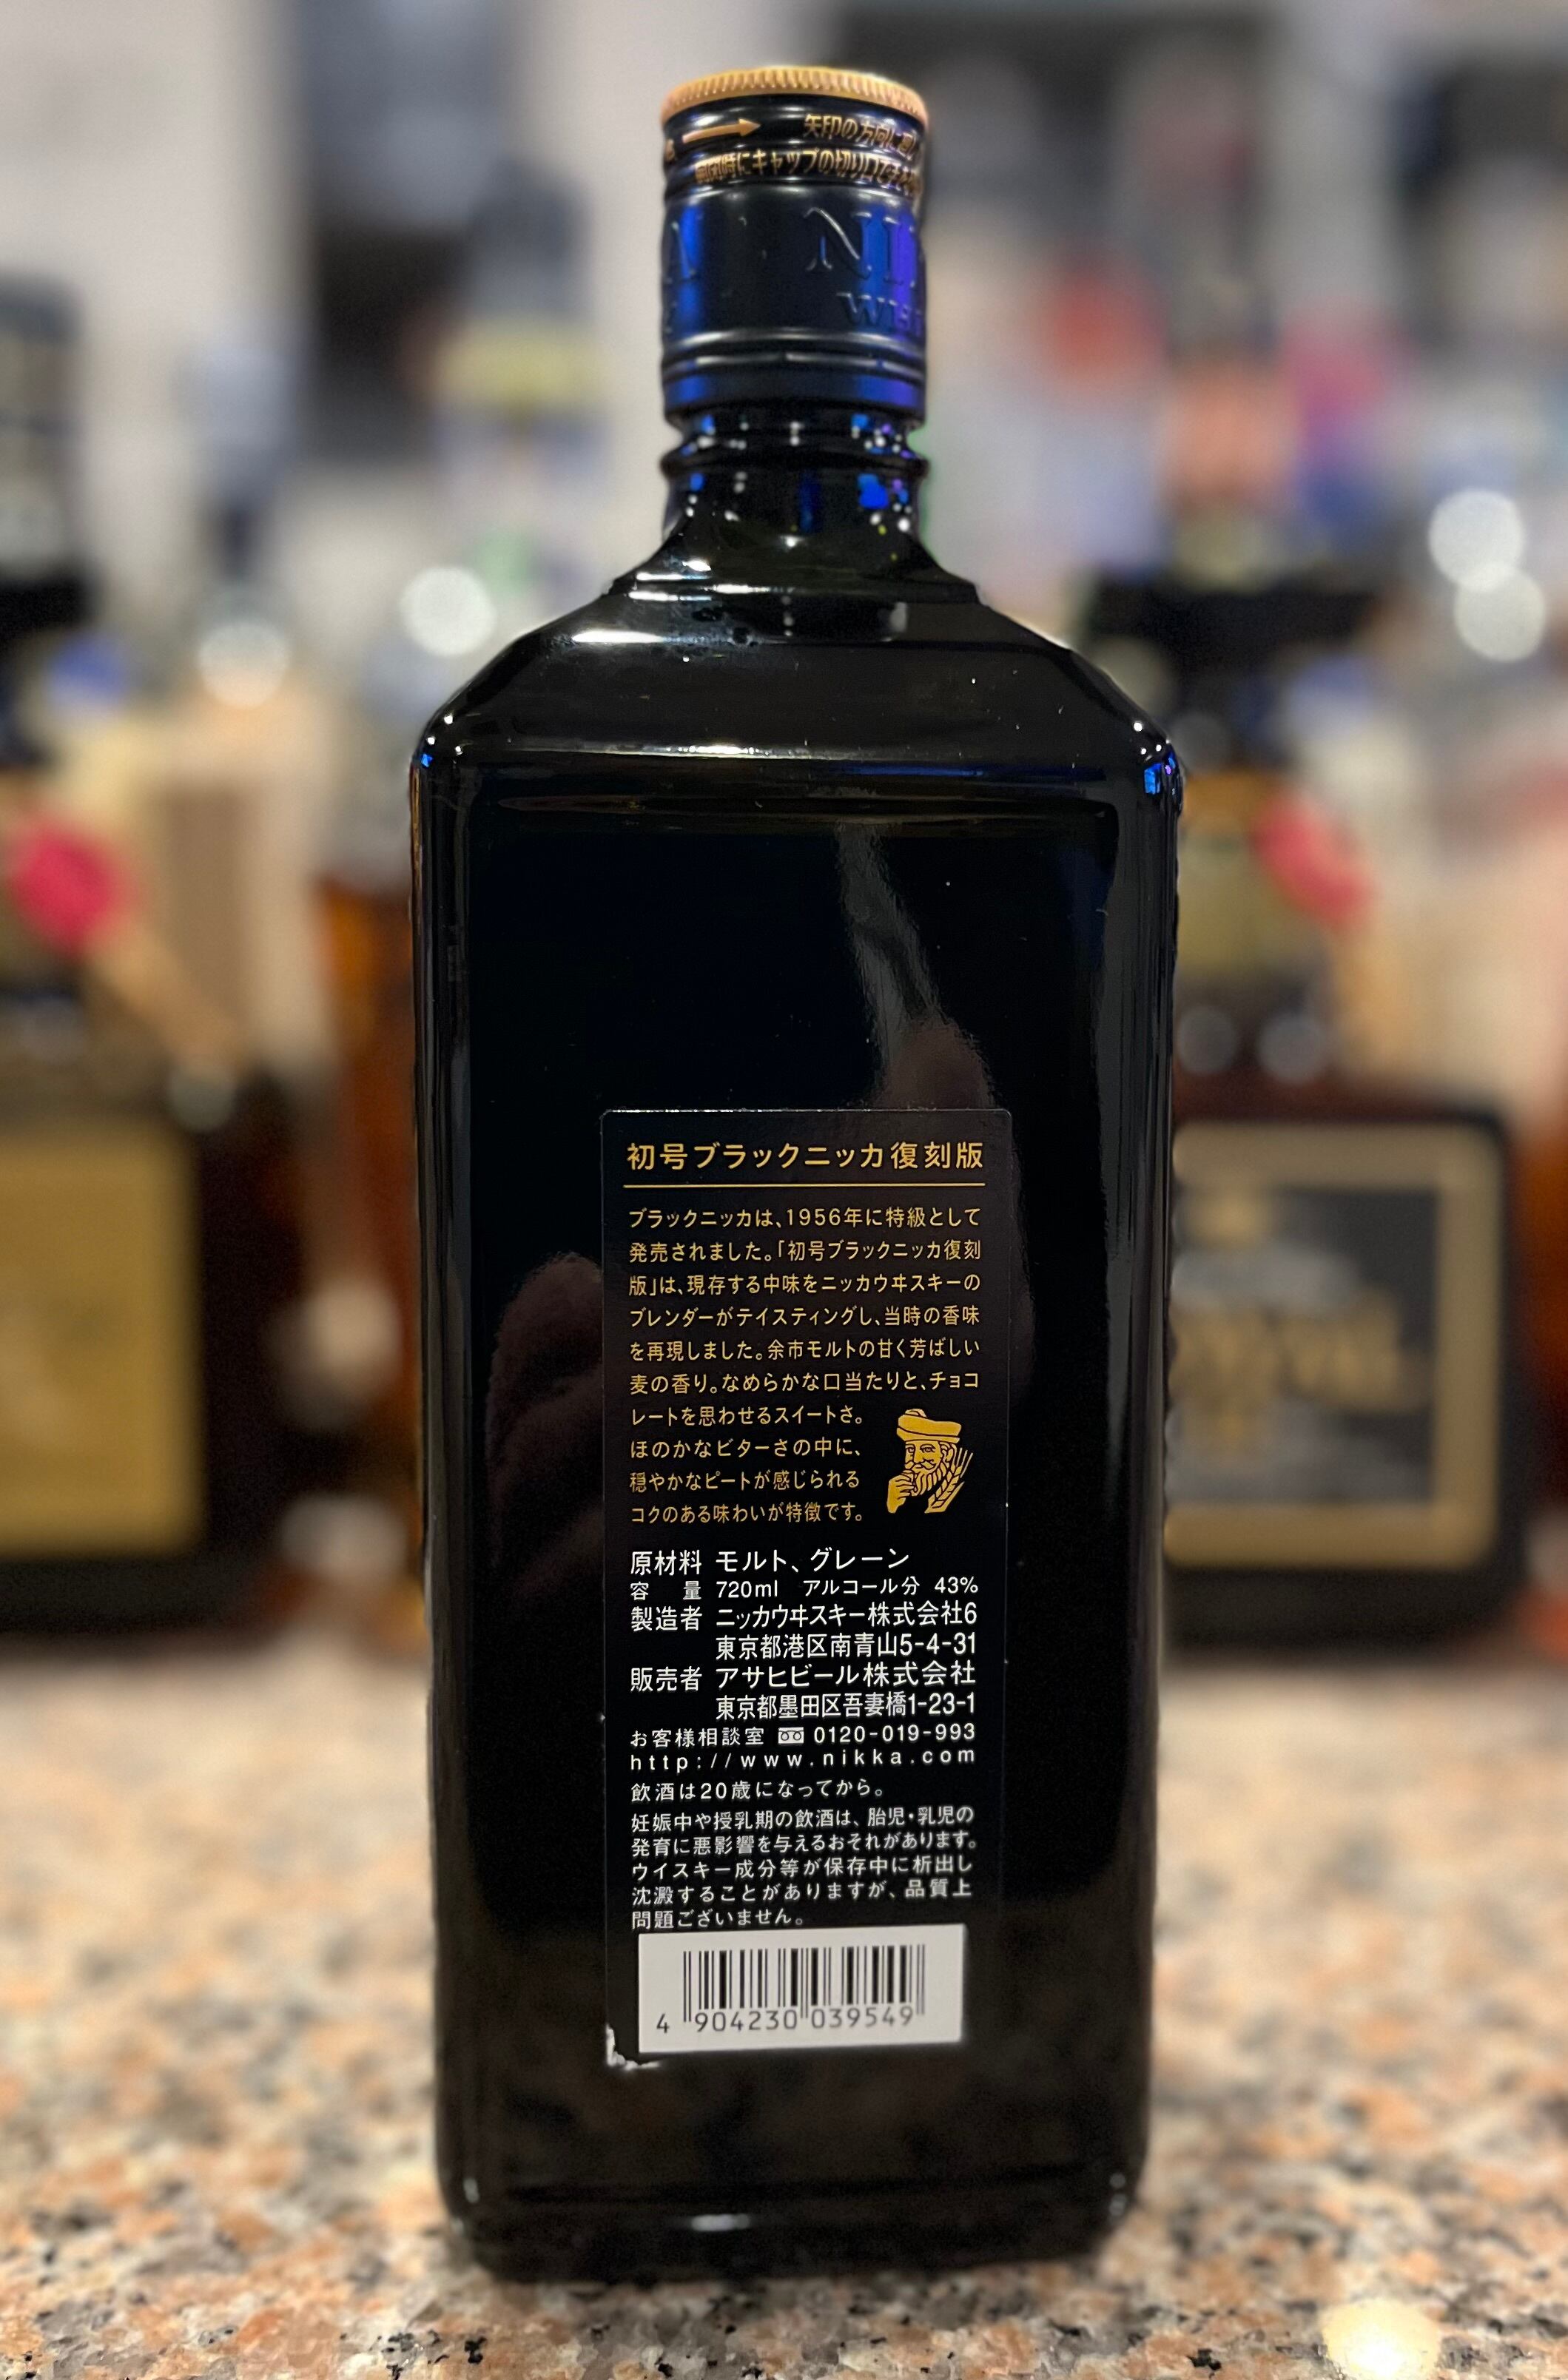 矢印の方向に
開栓時にキャップの切り口で手を
NI
WHI
初号ブラックニッカ復刻版
ブラックニッカは、1956年に特級として
発売されました。「初号ブラックニッカ復刻
版」は、現存する中味をニッカウヰスキーの
ブレンダーがテイスティングし、当時の香味
を再現しました。余市モルトの甘く芳ばしい
麦の香り。なめらかな口当たりと、チョコ
レートを思わせるスイートさ。
ほのかなビターさの中に、
穏やかなピートが感じられる
コクのある味わいが特徴です。
原材料 モルト、グレーン
容量 720ml アルコール分 43%
製造者 ニッカウヰスキー株式会社6
東京都港区南青山5-4-31
販売者 アサヒビール株式会社
東京都墨田区吾妻橋1-23-1
お客様相談室 0120-019-993
http://www.nikka.com
飲酒は20歳になってから。
妊娠中や授乳期の飲酒は、胎児・乳児の
発育に悪影響を与えるおそれがあります。
ウイスキー成分等が保存中に析出し
沈澱することがありますが、品質上
問題ございません。
4 904230 039549